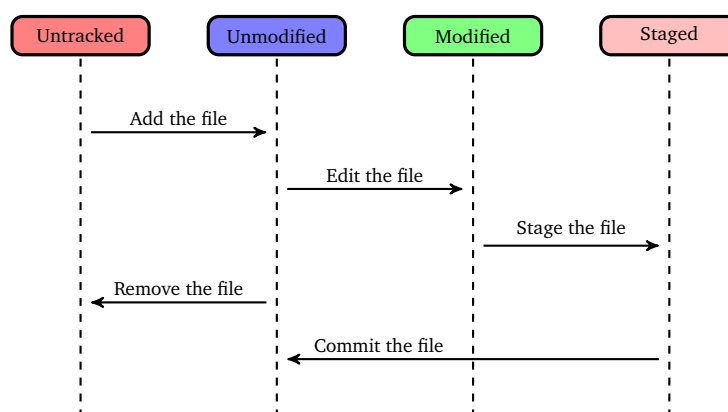 Untracked
Unmodified
Modified
Staged
Add the file
Edit the file
Stage the file
Remove the file
Commit the file